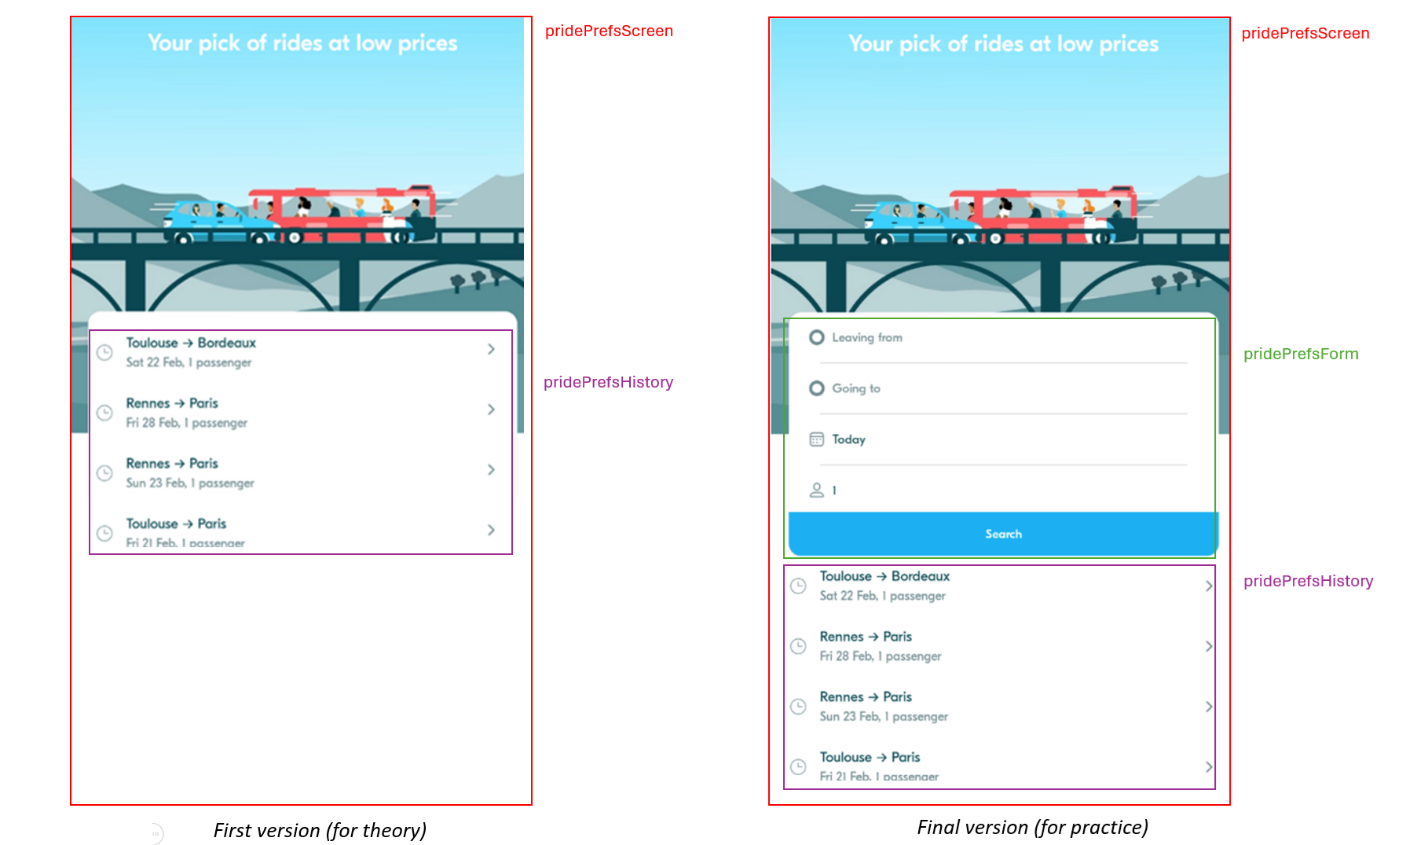 Your pick of rides at low prices
pridePrefsScreen
Toulouse → Bordeaux
Sat 22 Feb, 1 passenger
Rennes → Paris
Fri 28 Feb, 1 passenger
pridePrefsHistory
Rennes → Paris
Sun 23 Feb, 1 passenger
Toulouse → Paris
Fri 21 Feb, 1 passenger
First version (for theory)
Your pick of rides at low prices
pridePrefsScreen
Leaving from
pridePrefsForm
Going to
Today
1
Search
Toulouse → Bordeaux
pridePrefsHistory
Sat 22 Feb, 1 passenger
Rennes → Paris
Fri 28 Feb, 1 passenger
Rennes → Paris
Sun 23 Feb, 1 passenger
Toulouse → Paris
Fri 21 Feb, 1 passenger
Final version (for practice)